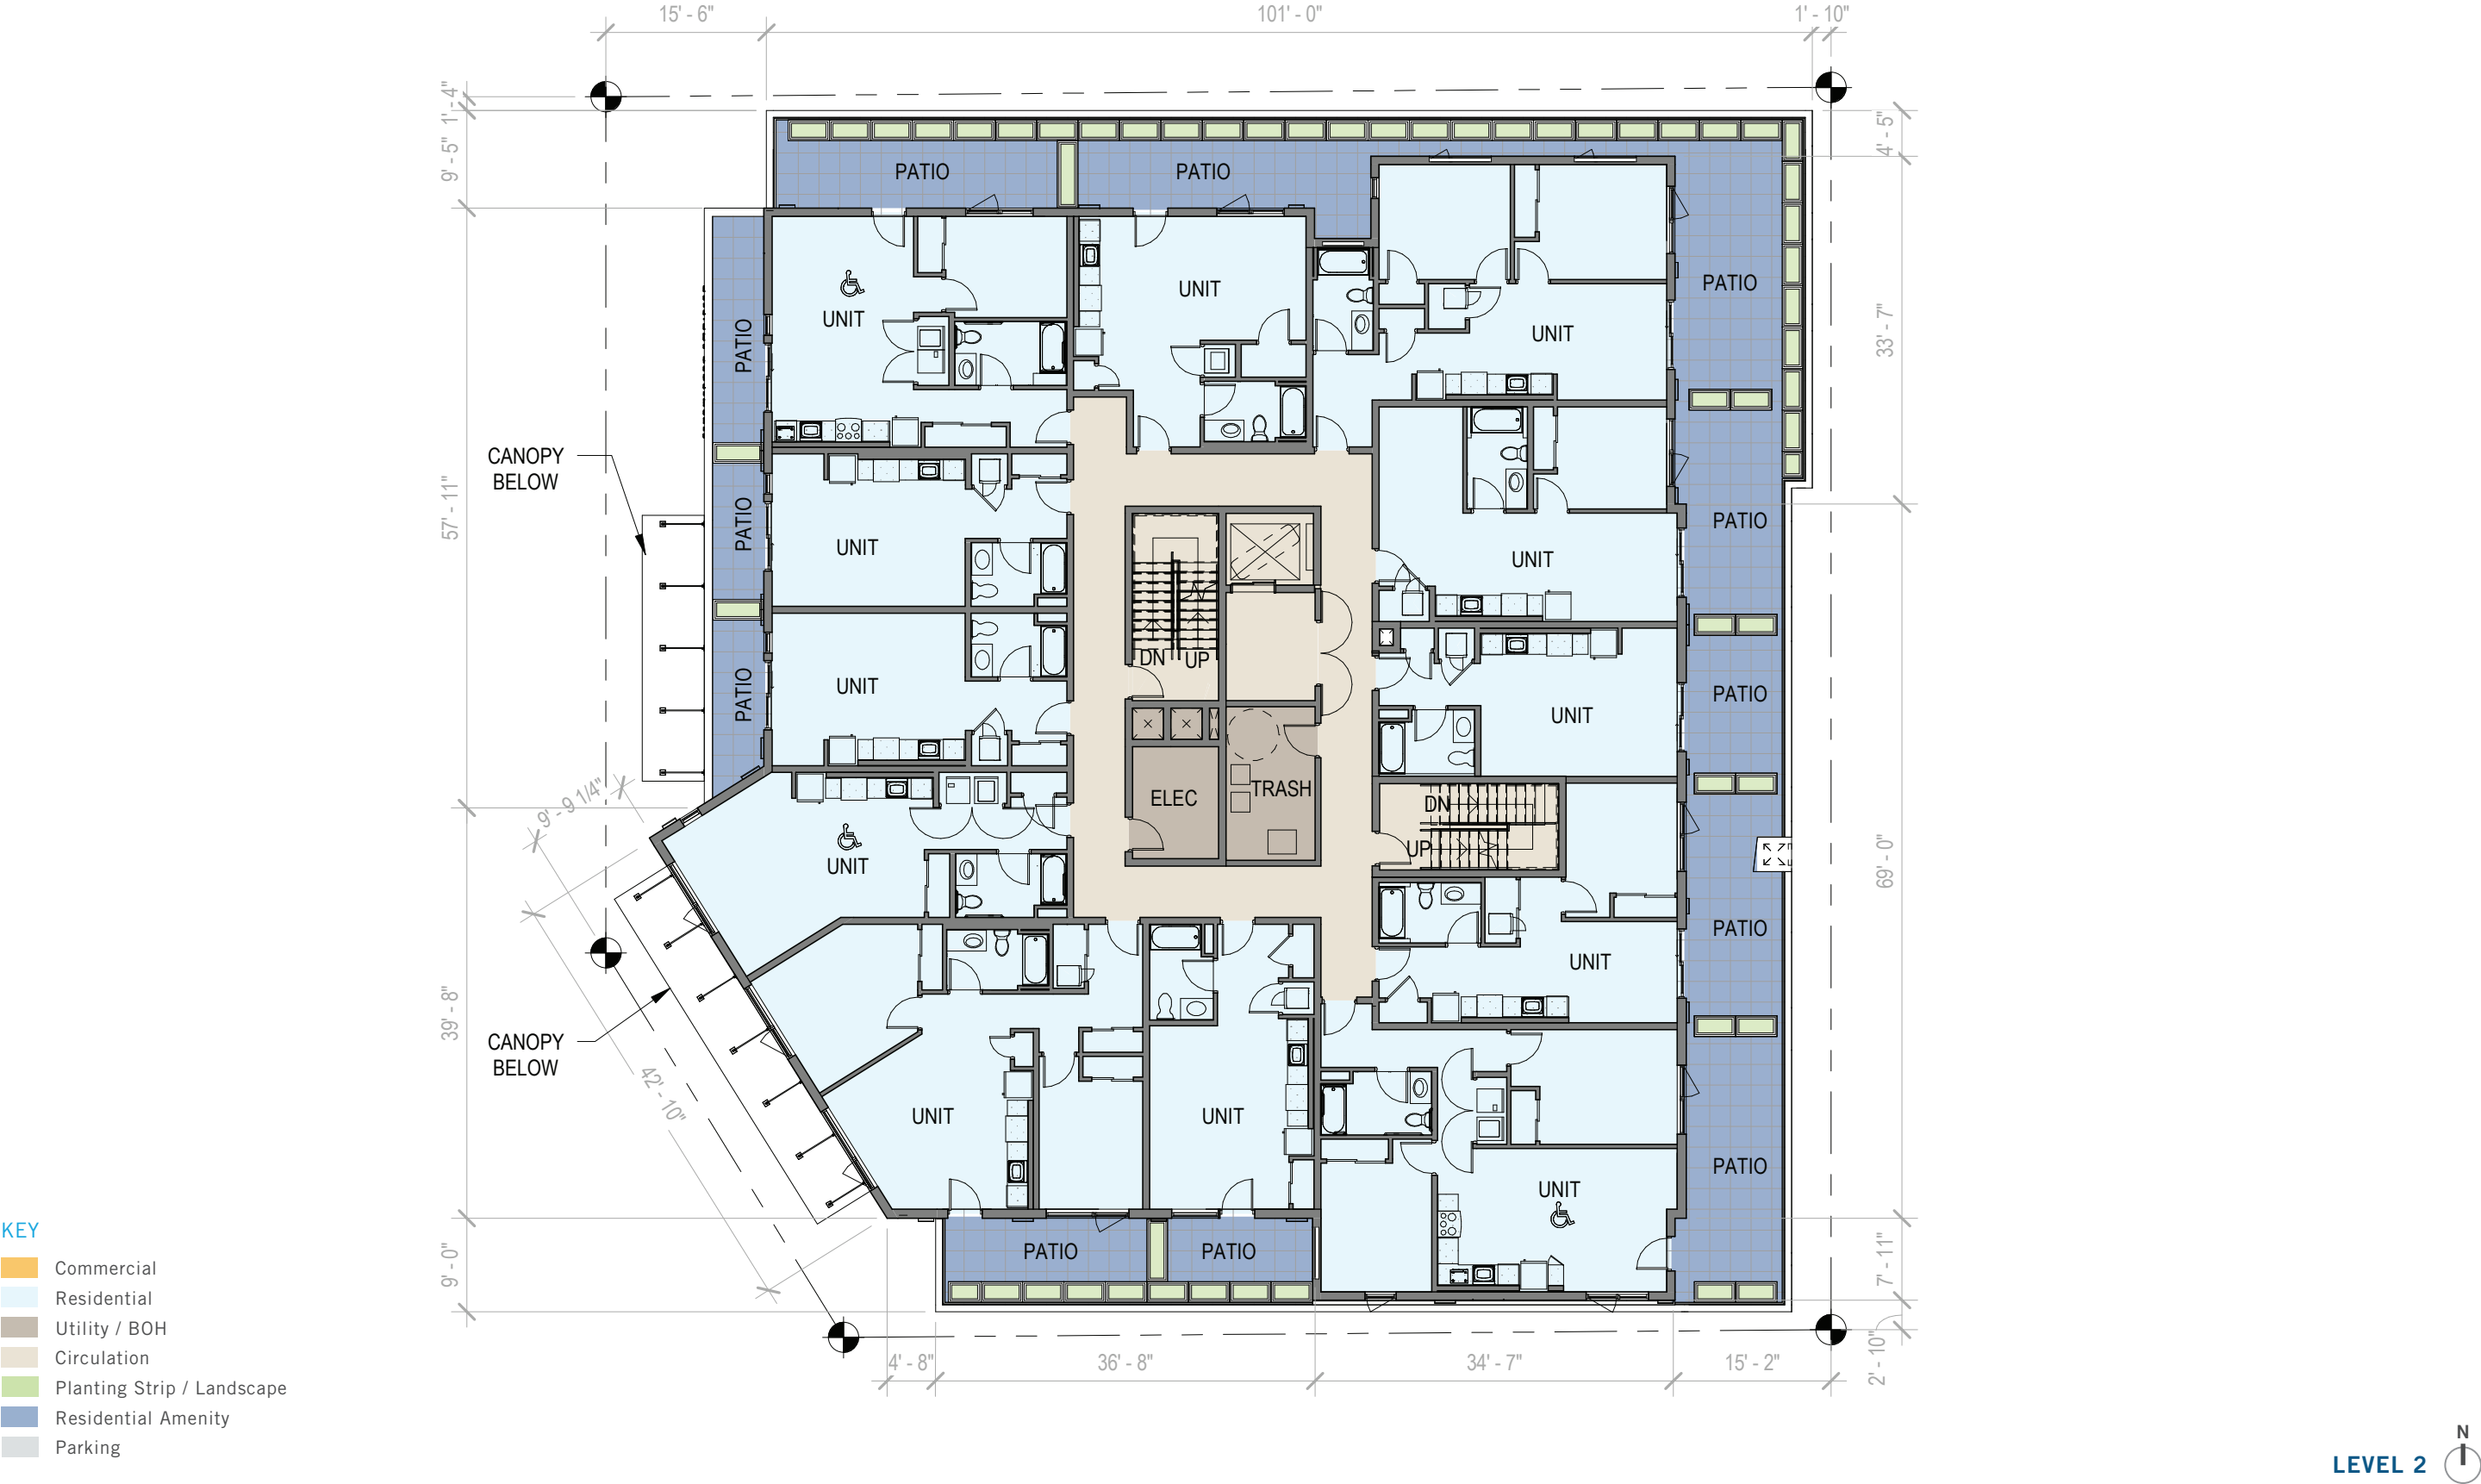 15' - 6"
101' - 0"
1' - 10"
1' - 4"
9' - 5"
4' - 5"
PATIO
PATIO
PATIO
UNIT
UNIT
UNIT
PATIO
33' - 7"
CANOPY
BELOW
57' - 11"
PATIO
UNIT
UNIT
PATIO
DN
UP
UNIT
PATIO
UNIT
PATIO
9' - 9 1/4"
ELEC
TRASH
DN
UP
UNIT
69' - 0"
UNIT
PATIO
39' - 8"
CANOPY
BELOW
42' - 10"
UNIT
UNIT
PATIO
UNIT
9' - 0"
PATIO
PATIO
7' - 11"
4' - 8"
36' - 8"
34' - 7"
15' - 2"
2' - 10"
KEY
Commercial
Residential
Utility / BOH
Circulation
Planting Strip / Landscape
Residential Amenity
Parking
N
LEVEL 2